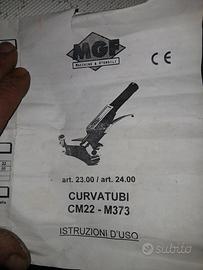 MGF
MACCHINE & UTENSILI
CE
art. 23.00 / art. 24.00
CURVATUBI
CM22 - M373
ISTRUZIONI D'USO
subito